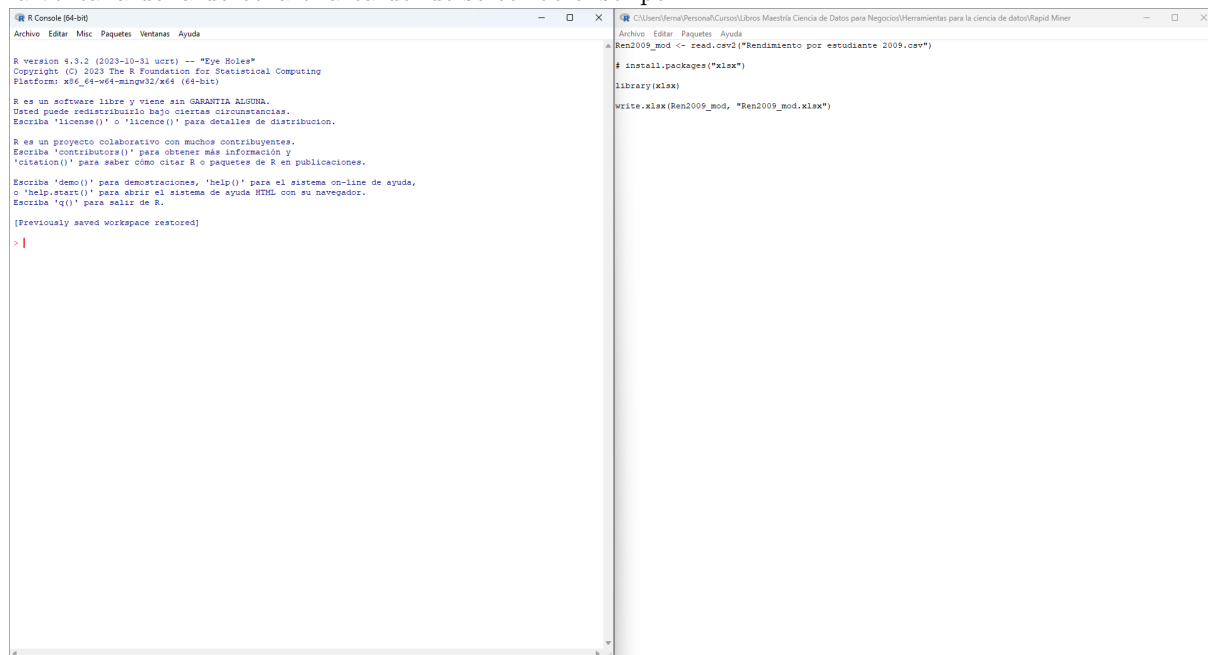 R Console (64-bit)
Archivo Editar Misc Paquetes Ventanas Ayuda
R version 4.3.2 (2023-10-31 ucrt) -- "Eye Holes"
Copyright (C) 2023 The R Foundation for Statistical Computing
Platform: x86_64-w64-mingw32/x64 (64-bit)
R es un software libre y viene sin GARANTIA ALGUNA.
Usted puede redistribuirlo bajo ciertas circunstancias.
Escriba 'license()' o 'licence()' para detalles de distribucion.
R es un proyecto colaborativo con muchos contribuyentes.
Escriba 'contributors()' para obtener más información y
'citation()' para saber cómo citar R o paquetes de R en publicaciones.
Escriba 'demo()' para demostraciones, 'help()' para el sistema on-line de ayuda,
o 'help.start()' para abrir el sistema de ayuda HTML con su navegador.
Escriba 'q()' para salir de R.
[Previously saved workspace restored]
>
C:\Users\ferna\Personal\Cursos\Libros Maestría Ciencia de Datos para Negocios\Herramientas para la ciencia de datos\Rapid Miner
Archivo Editar Paquetes Ayuda
Ren2009_mod <- read.csv2("Rendimiento por estudiante 2009.csv")
# install.packages("xlsx")
library(xlsx)
write.xlsx(Ren2009_mod, "Ren2009_mod.xlsx")